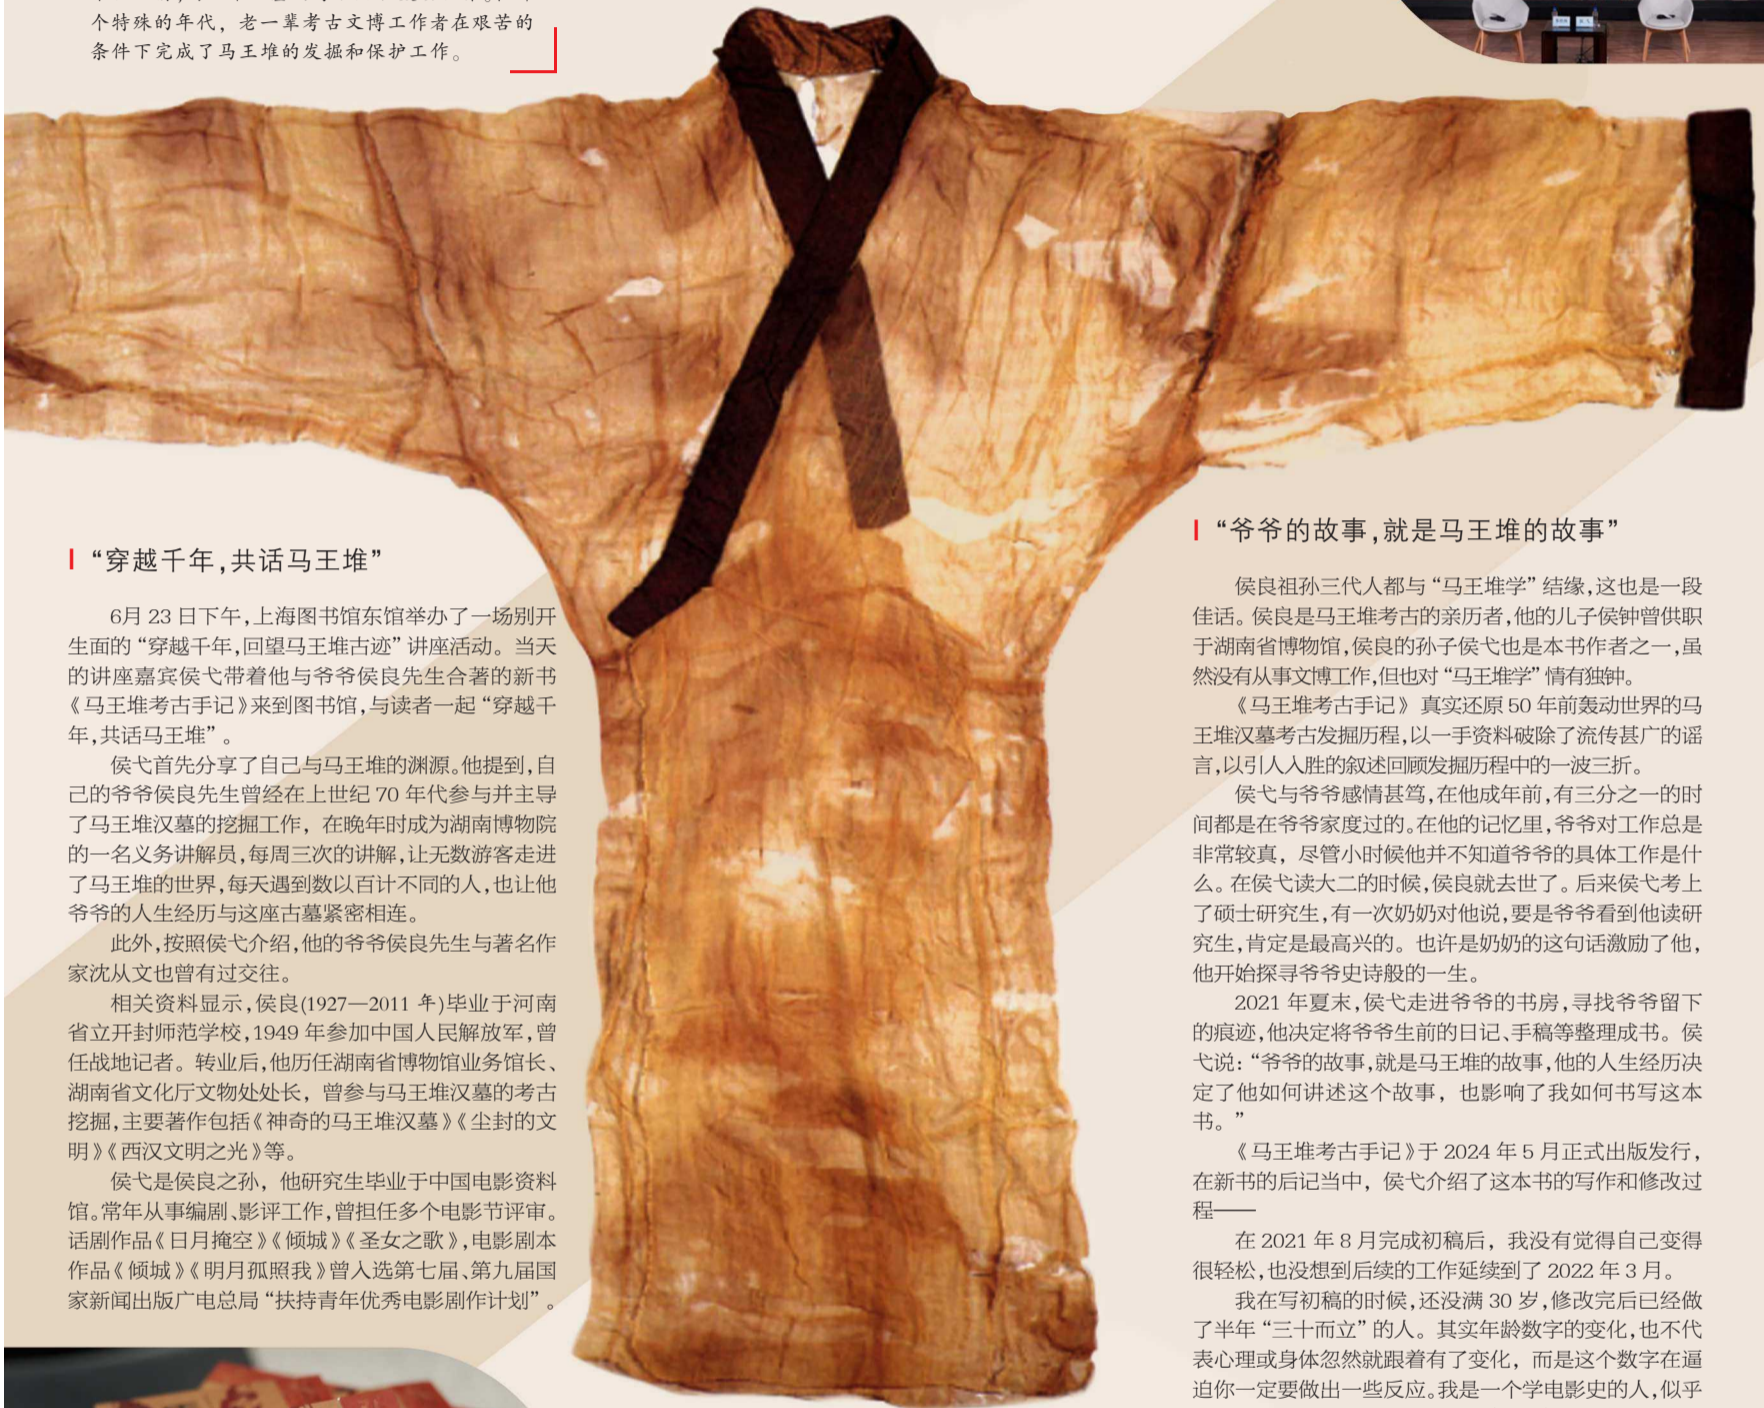 个特殊的年代，老一辈考古文博工作者在艰苦的
条件下完成了马王堆的发掘和保护工作。
“穿越千年，共话马王堆”
6月 23 日下午，上海图书馆东馆举办了一场别开
生面的“穿越千年，回望马王堆古迹”讲座活动。当天
的讲座嘉宾侯弋带着他与爷爷侯良先生合著的新书
《马王堆考古手记》来到图书馆，与读者一起“穿越千
年，共话马王堆”。
侯弋首先分享了自己与马王堆的渊源。他提到，自
己的爷爷侯良先生曾经在上世纪 70 年代参与并主导
了马王堆汉墓的挖掘工作，在晚年时成为湖南博物院
的一名义务讲解员，每周三次的讲解，让无数游客走进
了马王堆的世界，每天遇到数以百计不同的人，也让他
爷爷的人生经历与这座古墓紧密相连。
此外，按照侯弋介绍，他的爷爷侯良先生与著名作
家沈从文也曾有过交往。
相关资料显示，侯良(1927—2011 年)毕业于河南
省立开封师范学校，1949 年参加中国人民解放军，曾
任战地记者。转业后，他历任湖南省博物馆业务馆长、
湖南省文化厅文物处处长，曾参与马王堆汉墓的考古
挖掘，主要著作包括《神奇的马王堆汉墓》《尘封的文
明》《西汉文明之光》等。
侯弋是侯良之孙，他研究生毕业于中国电影资料
馆。常年从事编剧、影评工作，曾担任多个电影节评审。
话剧作品《日月掩空》《倾城》《圣女之歌》，电影剧本
作品《倾城》《明月孤照我》曾入选第七届、第九届国
家新闻出版广电总局“扶持青年优秀电影剧作计划”。
“爷爷的故事，就是马王堆的故事”
侯良祖孙三代人都与“马王堆学”结缘，这也是一段
佳话。侯良是马王堆考古的亲历者，他的儿子侯钟曾供职
于湖南省博物馆，侯良的孙子侯弋也是本书作者之一，虽
然没有从事文博工作，但也对“马王堆学”情有独钟。
《马王堆考古手记》真实还原 50 年前轰动世界的马
王堆汉墓考古发掘历程，以一手资料破除了流传甚广的谣
言，以引人入胜的叙述回顾发掘历程中的一波三折。
侯弋与爷爷感情甚笃，在他成年前，有三分之一的时
间都是在爷爷家度过的。在他的记忆里，爷爷对工作总是
非常较真，尽管小时候他并不知道爷爷的具体工作是什
么。在侯弋读大二的时候，侯良就去世了。后来侯弋考上
了硕士研究生，有一次奶奶对他说，要是爷爷看到他读研
究生，肯定是最高兴的。也许是奶奶的这句话激励了他，
他开始探寻爷爷史诗般的一生。
2021 年夏末，侯弋走进爷爷的书房，寻找爷爷留下
的痕迹，他决定将爷爷生前的日记、手稿等整理成书。侯
弋说：“爷爷的故事，就是马王堆的故事，他的人生经历决
定了他如何讲述这个故事，也影响了我如何书写这本
书。”
《马王堆考古手记》于 2024 年 5 月正式出版发行，
在新书的后记当中，侯弋介绍了这本书的写作和修改过
程——
在 2021 年 8 月完成初稿后，我没有觉得自己变得
很轻松，也没想到后续的工作延续到了 2022 年 3 月。
我在写初稿的时候，还没满 30 岁，修改完后已经做
了半年“三十而立”的人。其实年龄数字的变化，也不代
表心理或身体忽然就跟着有了变化，而是这个数字在逼
迫你一定要做出一些反应。我是一个学电影史的人，似乎